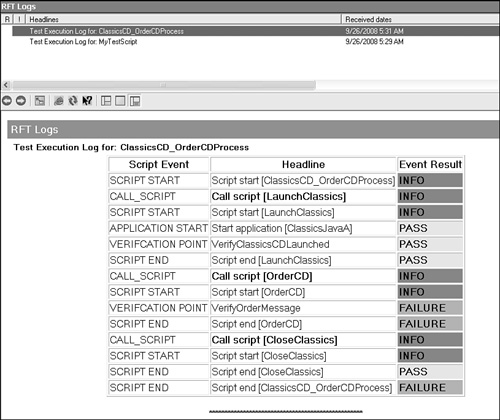 RFT Logs
R ! Headlines Received dates
Test Execution Log for: ClassicsCD_OrderCDProcess 9/26/2008 5:31 AM
Test Execution Log for: MyTestScript 9/26/2008 5:29 AM
RFT Logs
Test Execution Log for: ClassicsCD_OrderCDProcess
Script Event Headline Event Result
SCRIPT START Script start [ClassicsCD_OrderCDProcess] INFO
CALL_SCRIPT Call script [LaunchClassics] INFO
SCRIPT START Script start [LaunchClassics] INFO
APPLICATION START Start application [ClassicsJavaA] PASS
VERIFCATION POINT VerifyClassicsCDLaunched PASS
SCRIPT END Script end [LaunchClassics] PASS
CALL_SCRIPT Call script [OrderCD] INFO
SCRIPT START Script start [OrderCD] INFO
VERIFCATION POINT VerifyOrderMessage FAILURE
SCRIPT END Script end [OrderCD] FAILURE
CALL_SCRIPT Call script [CloseClassics] INFO
SCRIPT START Script start [CloseClassics] INFO
SCRIPT END Script end [CloseClassics] PASS
SCRIPT END Script end [ClassicsCD_OrderCDProcess] FAILURE